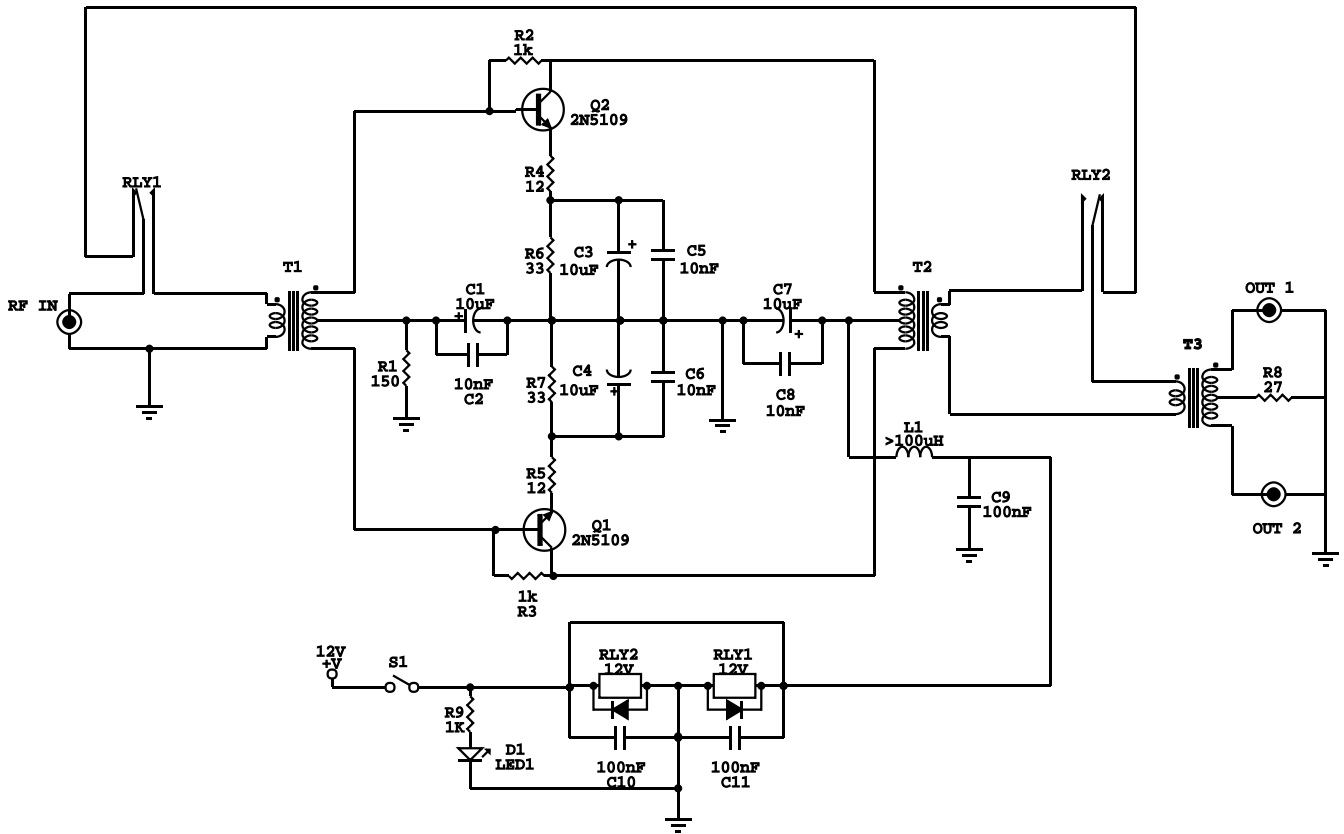 R2
1k
Q2
2N5109
R4
12
RLY1
RLY2
R6
33
C3
+
10uF
C5
10nF
T1
T2
C1
10uF
+
C7
10uF
+
OUT 1
RF IN
R1
150
10nF
C2
R7
33
C4
10uF
+
C6
10nF
C8
10nF
T3
R8
27
L1
>100uH
R5
12
C9
100nF
OUT 2
Q1
2N5109
1k
R3
12V
+V
S1
RLY2
12V
RLY1
12V
R9
1K
D1
LED1
100nF
C10
100nF
C11